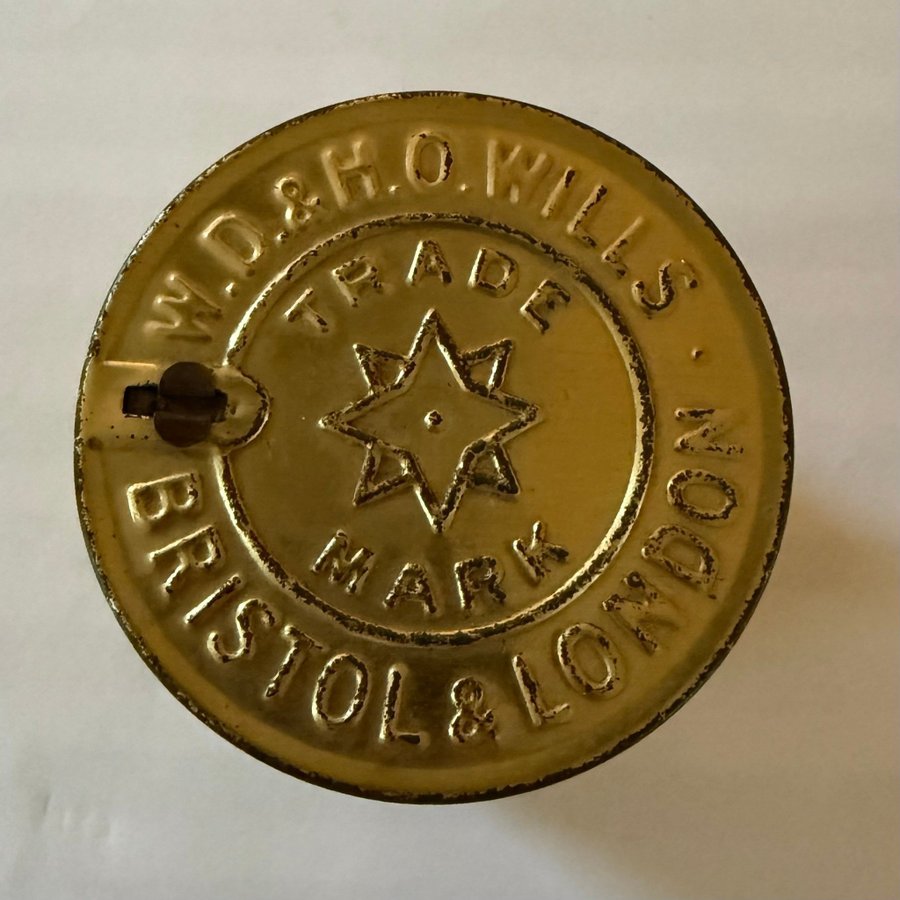 W.D.&H.O.WILLS.
BRISTOL & LONDON
TRADE
MARK